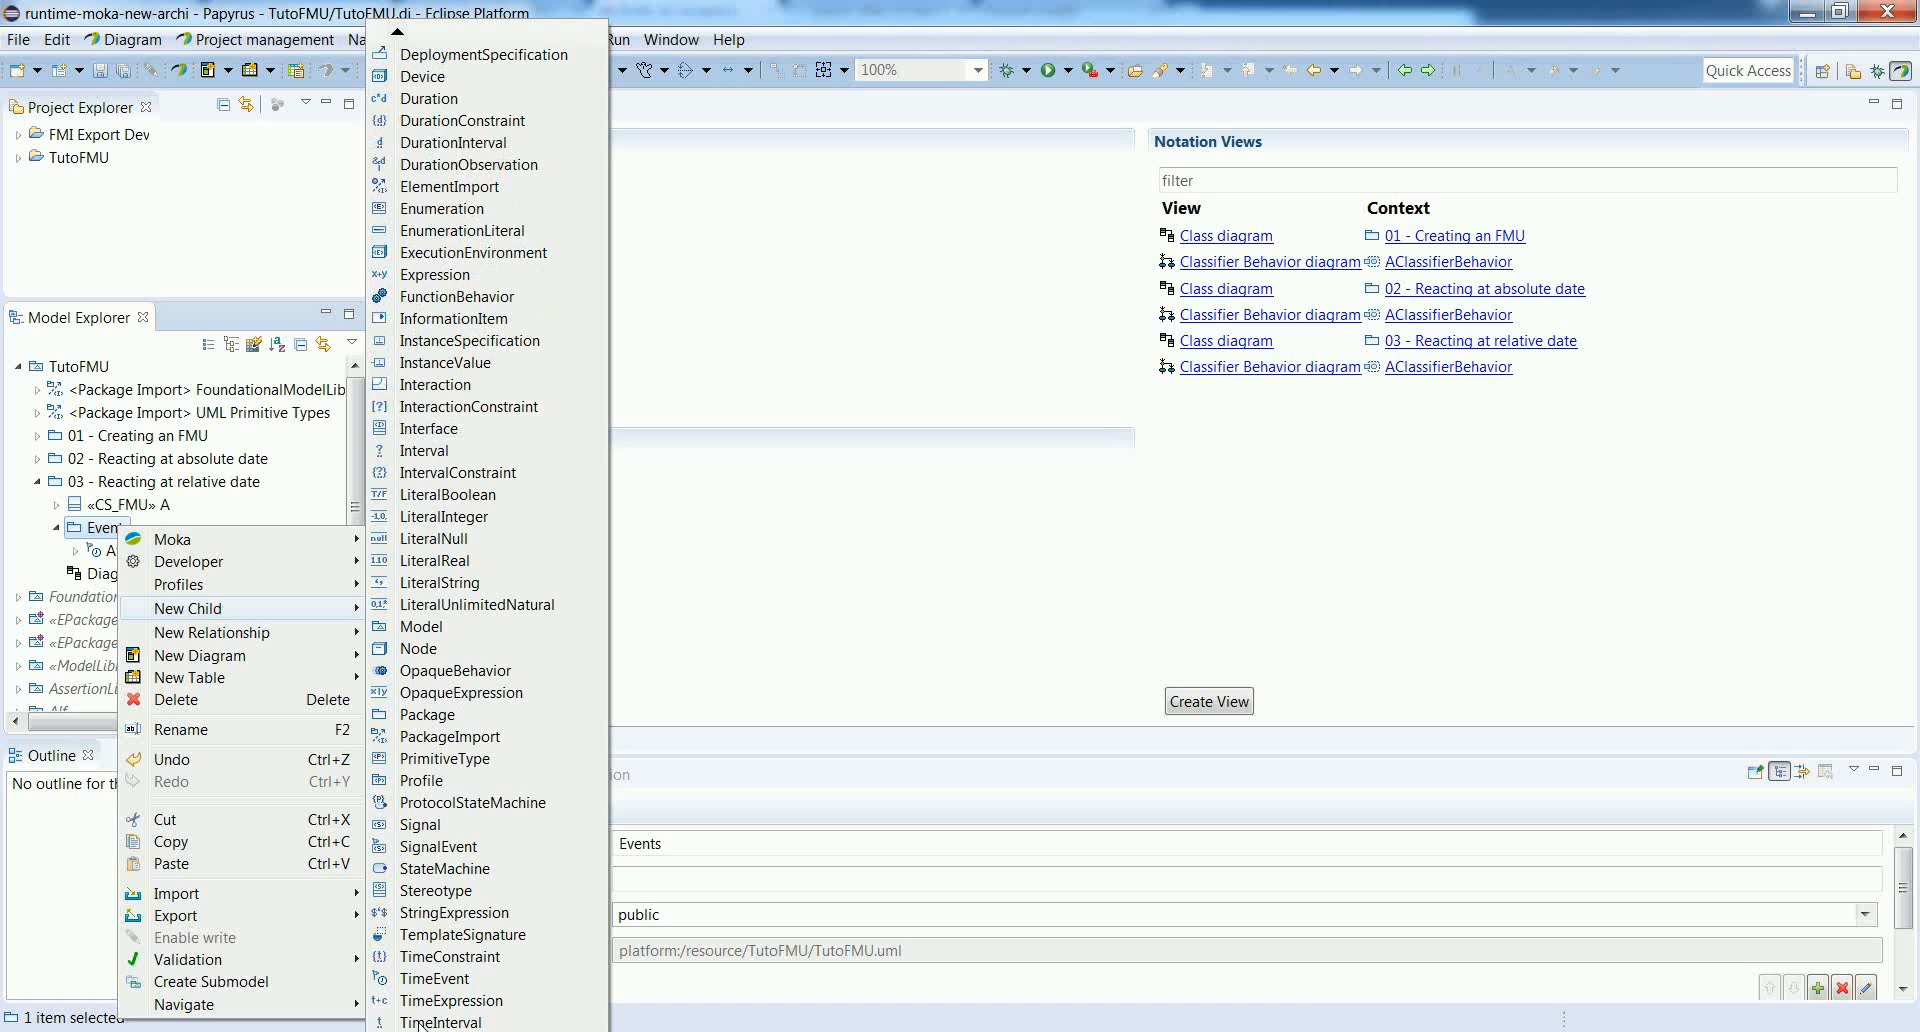 runtime-moka-new-archi - Papyrus - TutoFMU/TutoFMU.di - Eclipse Platform
File Edit Diagram Project management Na Run Window Help
100%
Quick Access
Project Explorer
FMI Export Dev
TutoFMU
Model Explorer
TutoFMU
<Package Import> FoundationalModelLib
<Package Import> UML Primitive Types
01 - Creating an FMU
02 - Reacting at absolute date
03 - Reacting at relative date
«CS_FMU» A
Event
A
Diag
Foundation
«EPackage
«EPackage
«ModelLib
AssertionLi
Alf
Outline
No outline for th
1 item selected
Moka
Developer
Profiles
New Child
New Relationship
New Diagram
New Table
Delete Delete
Rename F2
Undo Ctrl+Z
Redo Ctrl+Y
Cut Ctrl+X
Copy Ctrl+C
Paste Ctrl+V
Import
Export
Enable write
Validation
Create Submodel
Navigate
DeploymentSpecification
Device
Duration
DurationConstraint
DurationInterval
DurationObservation
ElementImport
Enumeration
EnumerationLiteral
ExecutionEnvironment
Expression
FunctionBehavior
InformationItem
InstanceSpecification
InstanceValue
Interaction
InteractionConstraint
Interface
Interval
IntervalConstraint
LiteralBoolean
LiteralInteger
LiteralNull
LiteralReal
LiteralString
LiteralUnlimitedNatural
Model
Node
OpaqueBehavior
OpaqueExpression
Package
PackageImport
PrimitiveType
Profile
ProtocolStateMachine
Signal
SignalEvent
StateMachine
Stereotype
StringExpression
TemplateSignature
TimeConstraint
TimeEvent
TimeExpression
TimeInterval
Notation Views
filter
View Context
Class diagram 01 - Creating an FMU
Classifier Behavior diagram AClassifierBehavior
Class diagram 02 - Reacting at absolute date
Classifier Behavior diagram AClassifierBehavior
Class diagram 03 - Reacting at relative date
Classifier Behavior diagram AClassifierBehavior
Create View
ion
Events
public
platform:/resource/TutoFMU/TutoFMU.uml